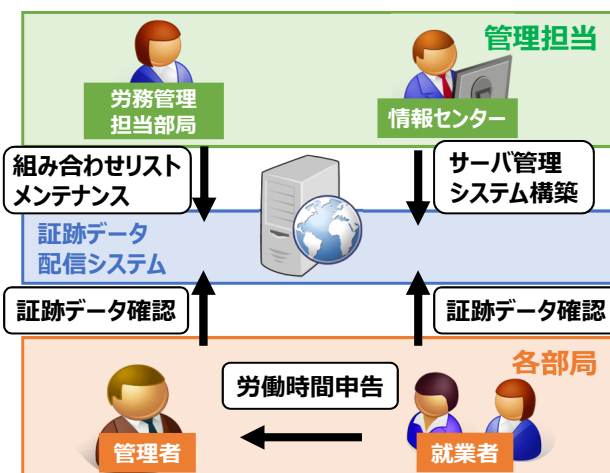 管理担当
労務管理
担当部局
情報センター
組み合わせリスト
メンテナンス
サーバ管理
システム構築
証跡データ
配信システム
証跡データ確認
証跡データ確認
各部局
労働時間申告
管理者
就業者